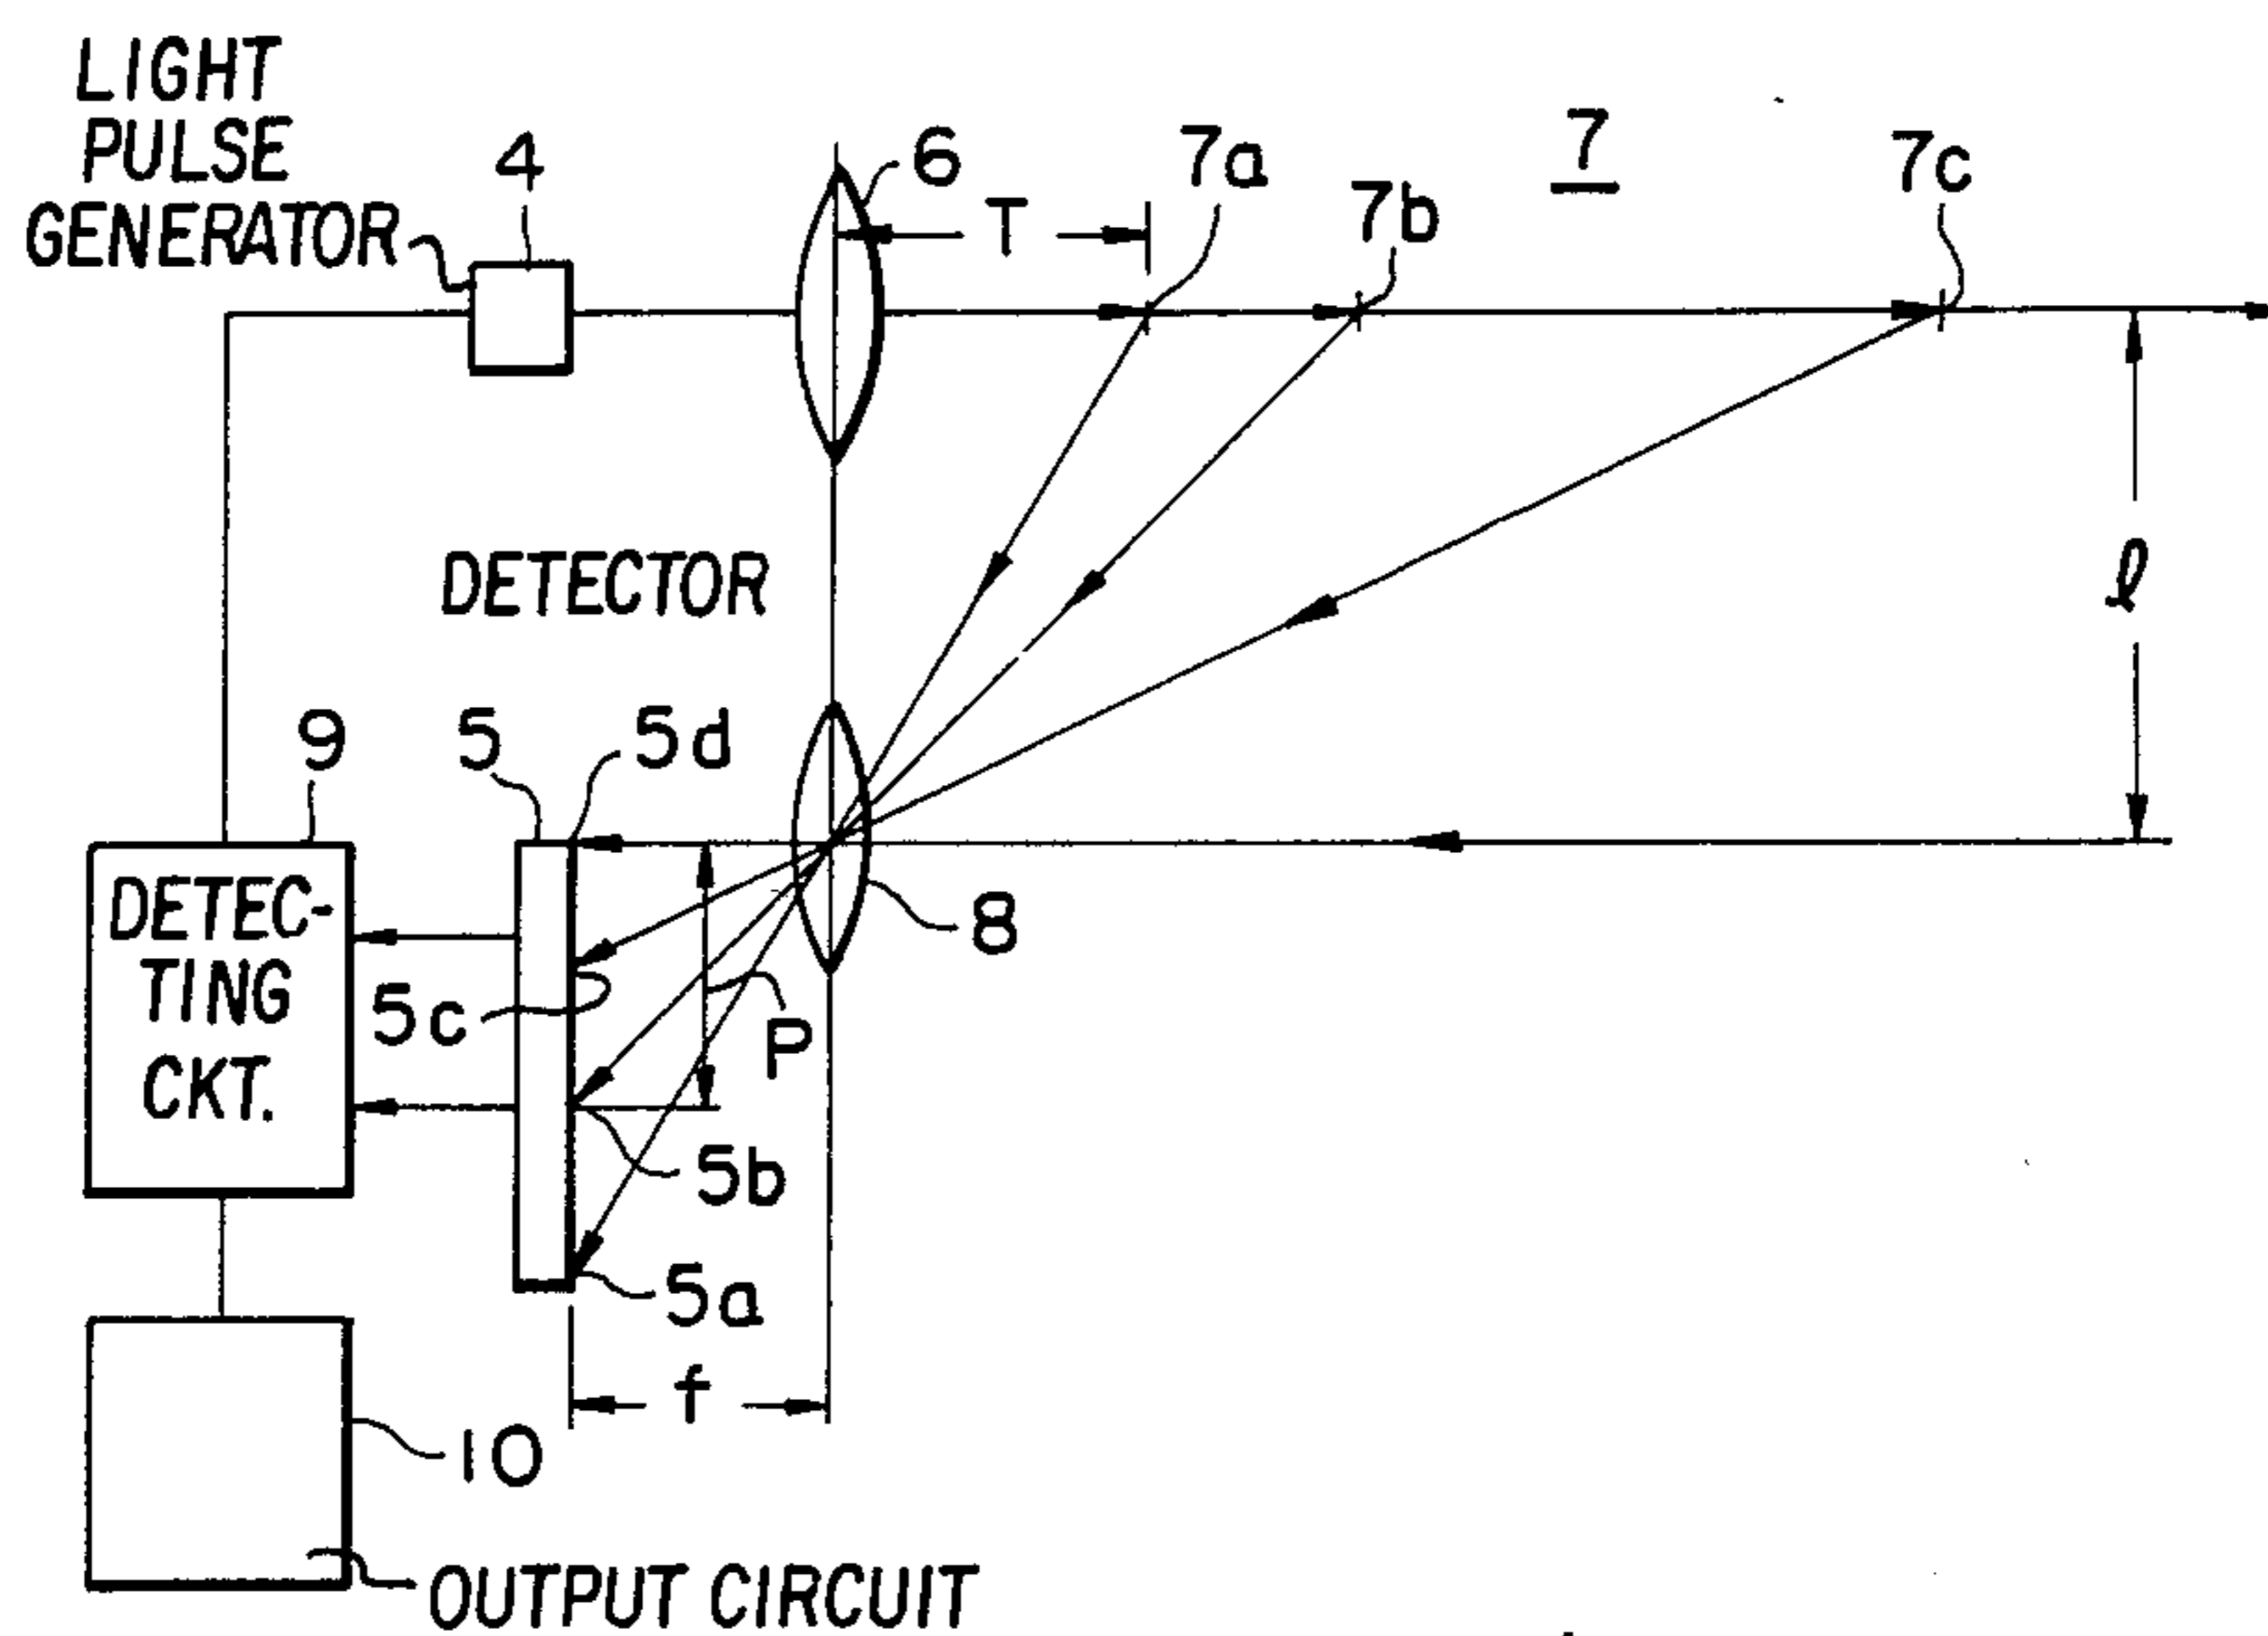 LIGHT
PULSE
GENERATOR
4
6
T
7a
7b
7
7c
DETECTOR
l
9
5
5d
8
DETEC-
TING
CKT.
5c
P
5b
5a
f
10
OUTPUT CIRCUIT